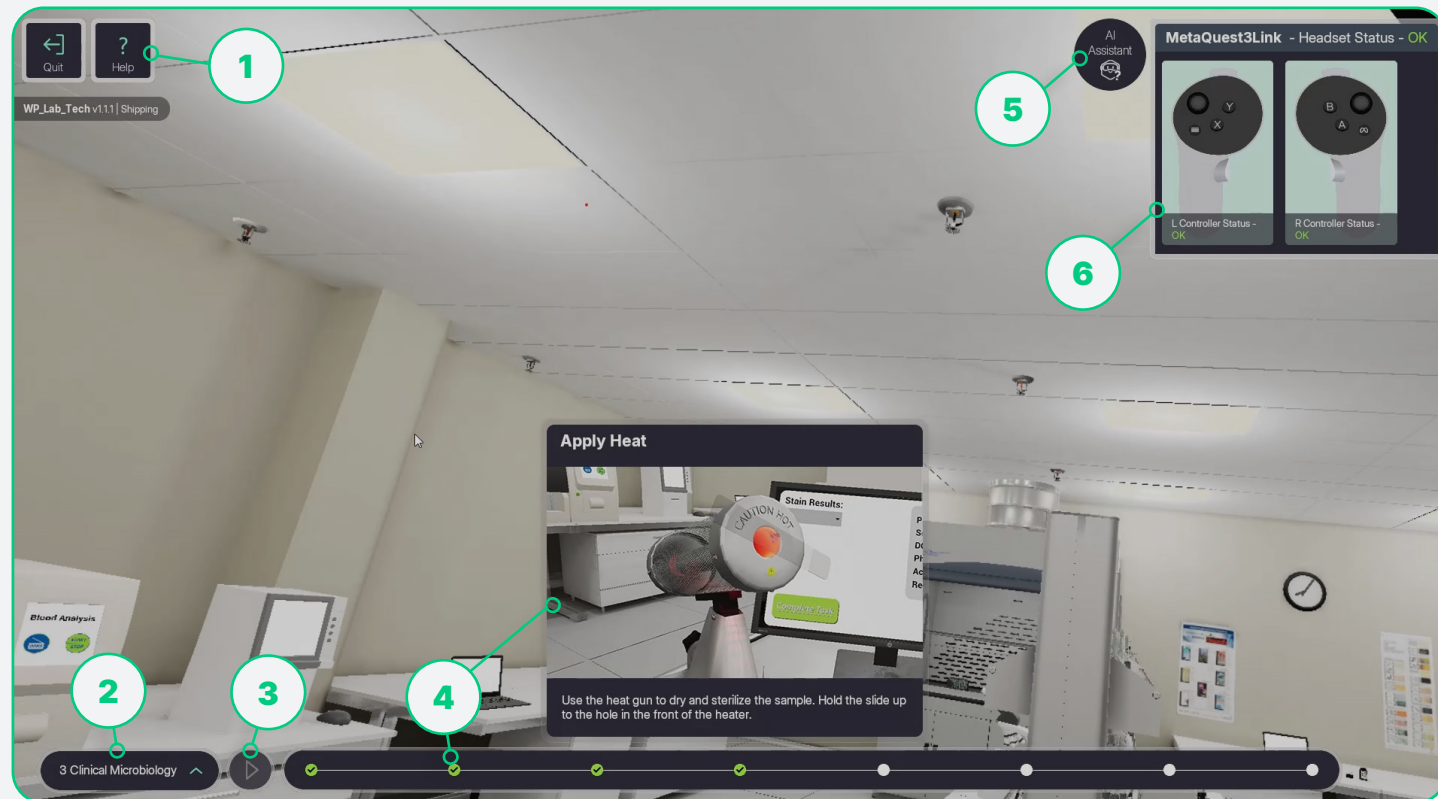 Quit
? Help
WP_Lab_Tech v1.1.1 | Shipping
1
AI
Assistant
5
MetaQuest3Link - Headset Status - OK
Y
X
B
A
L Controller Status -
OK
R Controller Status -
OK
6
Apply Heat
CAUTION HOT
Stain Results:
Complete Task
Use the heat gun to dry and sterilize the sample. Hold the slide up
to the hole in the front of the heater.
Blood Analysis
2
3
4
3 Clinical Microbiology